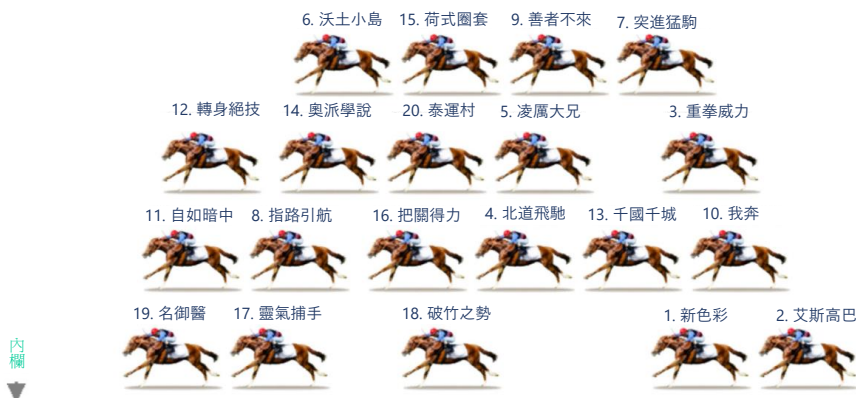 6. 沃土小島 15. 荷式圈套 9. 善者不來 7. 突進猛駒
12. 轉身絕技 14. 奧派學說 20. 泰運村 5. 凌厲大兄 3. 重拳威力
11. 自如暗中 8. 指路引航 16. 把關得力 4. 北道飛馳 13. 千國千城 10. 我奔
19. 名御醫 17. 靈氣捕手 18. 破竹之勢 1. 新色彩 2. 艾斯高巴
內欄